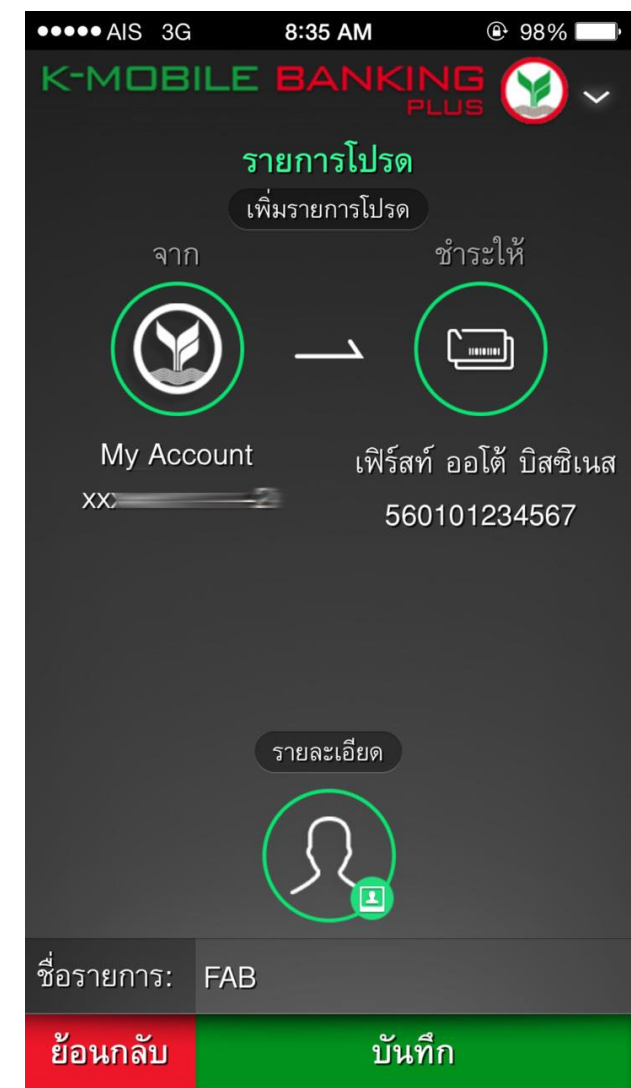 AIS 3G 8:35 AM 98%
K-MOBILE BANKING
PLUS
รายการโปรด
เพิ่มรายการโปรด
จาก ชำระให้
My Account เฟิร์สท์ ออโต้ บิสซิเนส
xx 560101234567
รายละเอียด
ชื่อรายการ: FAB
ย้อนกลับ บันทึก